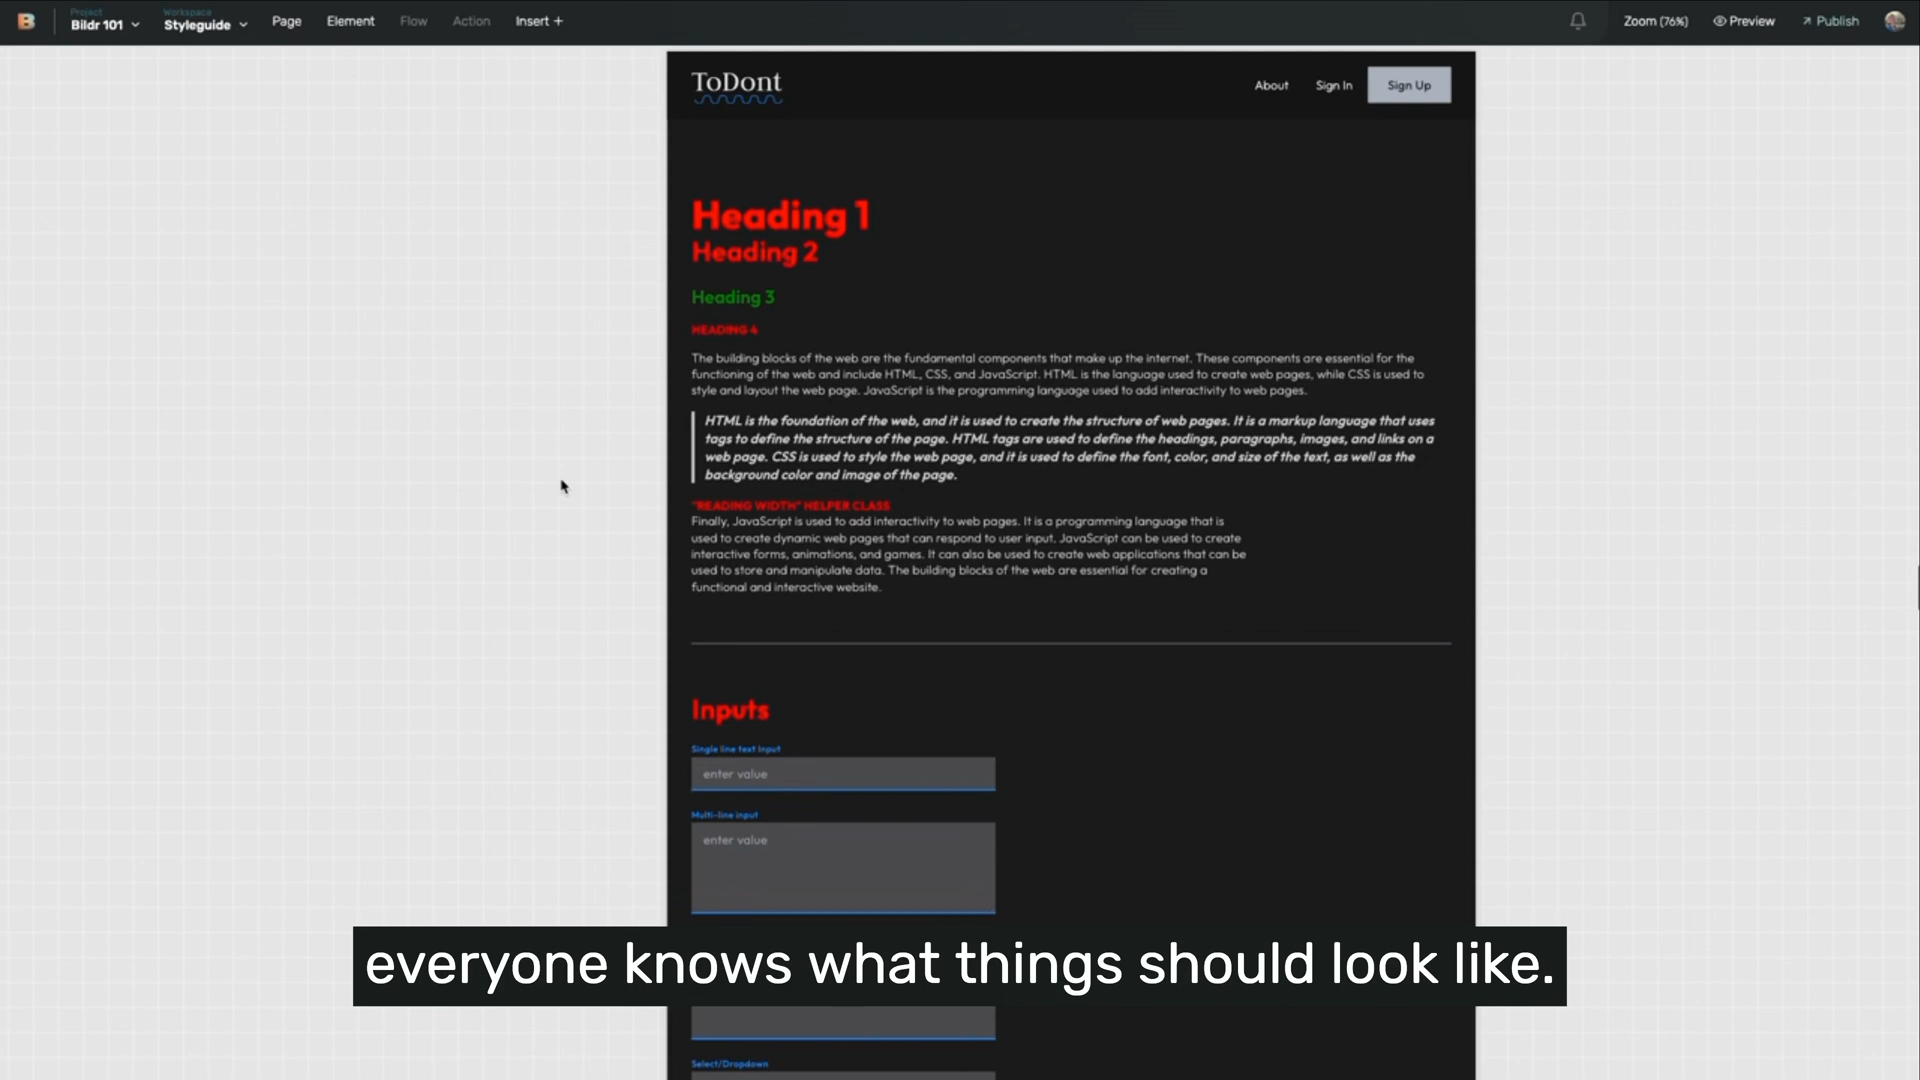 Project
Bildr 101
Workspace
Styleguide
Page
Element
Flow
Action
Insert +
Zoom (76%)
Preview
Publish
ToDont
About
Sign In
Sign Up
Heading 1
Heading 2
Heading 3
HEADING 4
The building blocks of the web are the fundamental components that make up the internet. These components are essential for the
functioning of the web and include HTML, CSS, and JavaScript. HTML is the language used to create web pages, while CSS is used to
style and layout the web page. JavaScript is the programming language used to add interactivity to web pages.
HTML is the foundation of the web, and it is used to create the structure of web pages. It is a markup language that uses
tags to define the structure of the page. HTML tags are used to define the headings, paragraphs, images, and links on a
web page. CSS is used to style the web page, and it is used to define the font, color, and size of the text, as well as the
background color and image of the page.
"READING WIDTH" HELPER CLASS
Finally, JavaScript is used to add interactivity to web pages. It is a programming language that is
used to create dynamic web pages that can respond to user input. JavaScript can be used to create
interactive forms, animations, and games. It can also be used to create web applications that can be
used to store and manipulate data. The building blocks of the web are essential for creating a
functional and interactive website.
Inputs
Single line text input
enter value
Multi-line input
enter value
everyone knows what things should look like.
Select/Dropdown